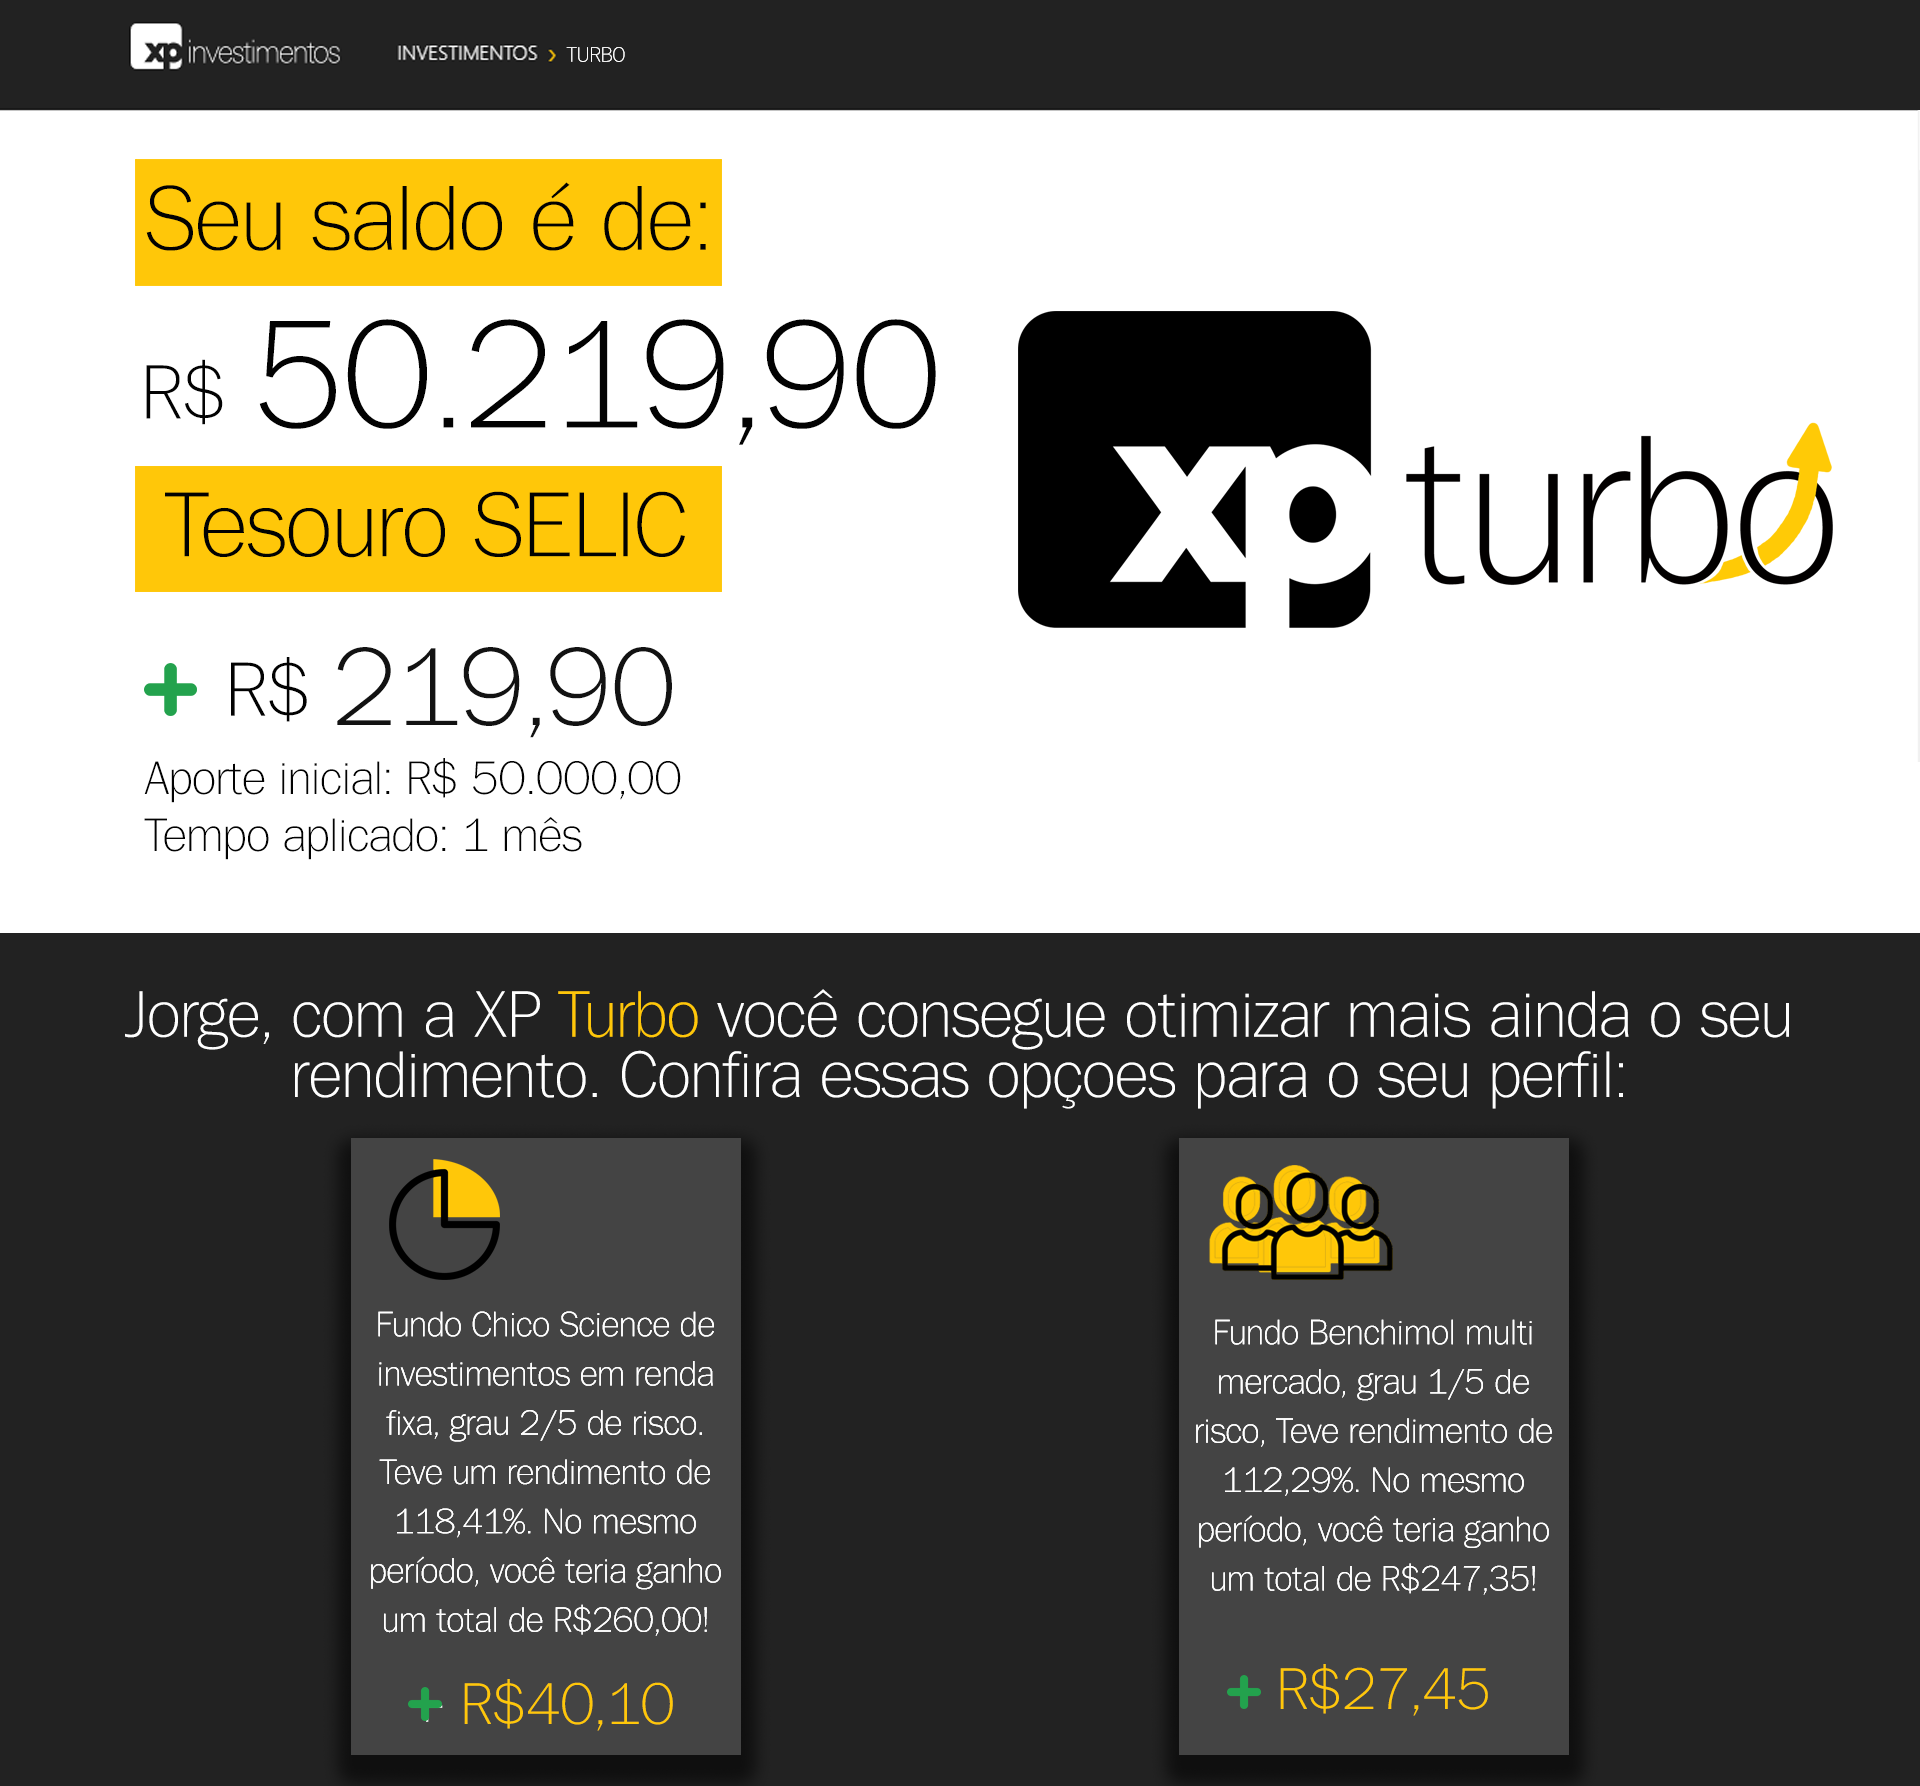 xp investimentos INVESTIMENTOS › TURBO
Seu saldo é de:
R$ 50.219,90
Tesouro SELIC
+ R$ 219,90
Aporte inicial: R$ 50.000,00
Tempo aplicado: 1 mês
xp turbo
Jorge, com a XP Turbo você consegue otimizar mais ainda o seu
rendimento. Confira essas opçoes para o seu perfil:
Fundo Chico Science de
investimentos em renda
fixa, grau 2/5 de risco.
Teve um rendimento de
118,41%. No mesmo
período, você teria ganho
um total de R$260,00!
+ R$40,10
Fundo Benchimol multi
mercado, grau 1/5 de
risco, Teve rendimento de
112,29%. No mesmo
período, você teria ganho
um total de R$247,35!
+ R$27,45